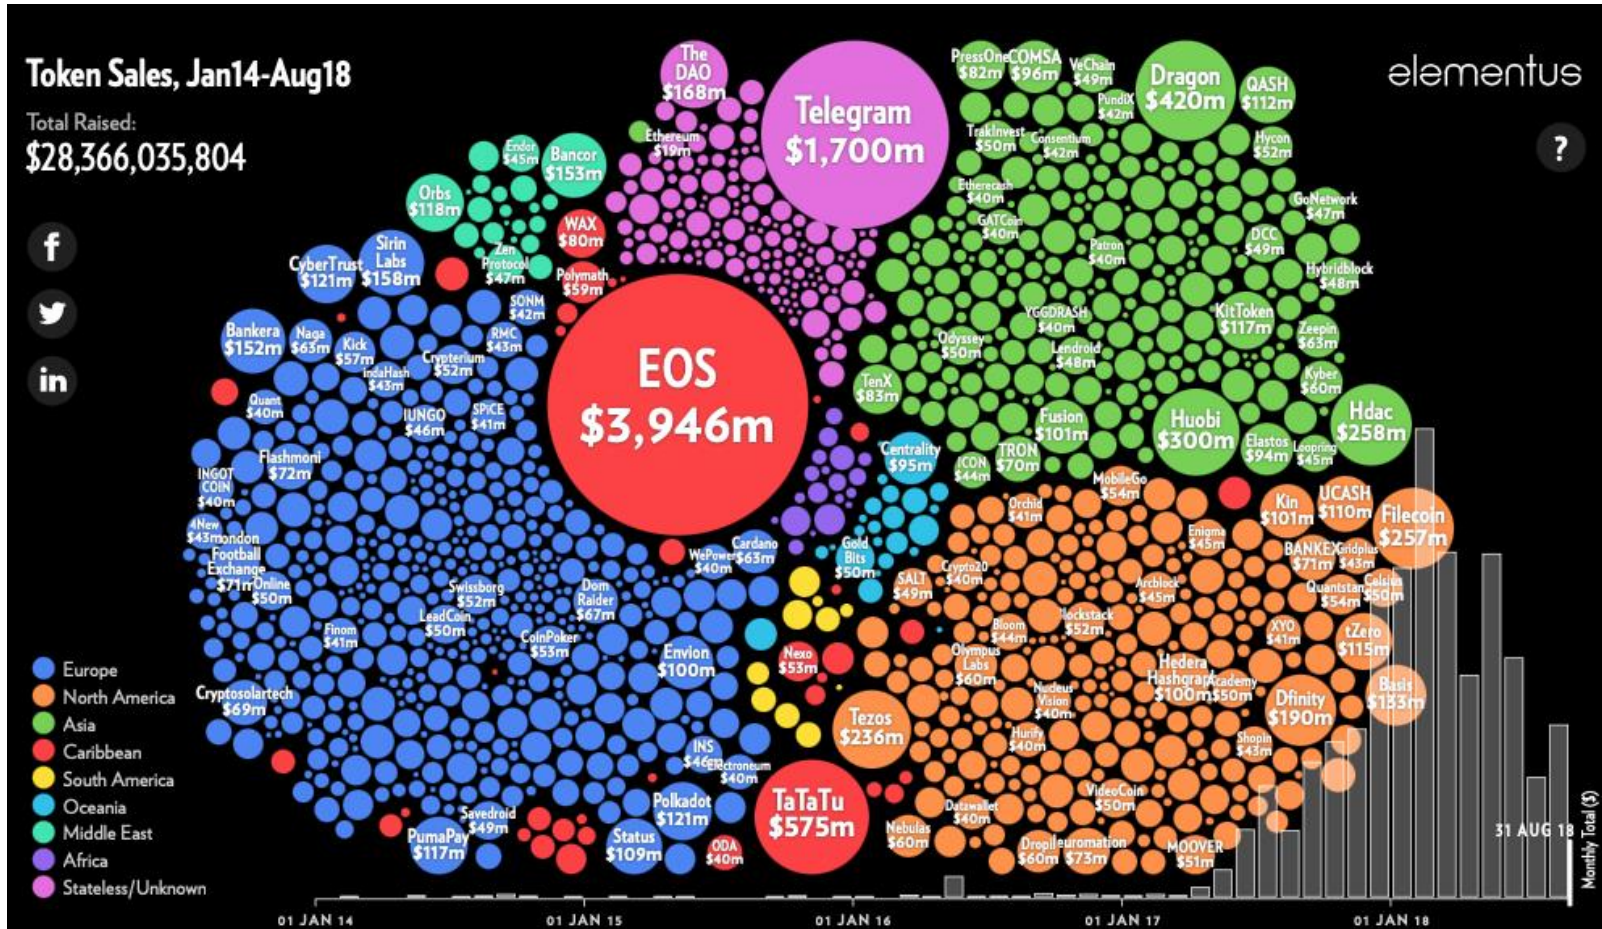 Token Sales, Jan14-Aug18
Total Raised:
$28,366,035,804
elementus
?
f
in
The
DAO
$168m
Telegram
$1,700m
Ethereum
$19m
PressOne
$82m
COMSA
$96m
VeChain
$49m
PundiX
$42m
Dragon
$420m
QASH
$112m
TrakInvest
$50m
Consentium
$42m
Hycon
$52m
Etherecash
$40m
GATCoin
$40m
Patron
$40m
GoNetwork
$47m
DCC
$49m
Hybridblock
$48m
YGGDRASH
$40m
KitToken
$117m
Zeepin
$63m
Odyssey
$50m
Lendroid
$48m
Kyber
$60m
TenX
$83m
Fusion
$101m
Huobi
$300m
Hdac
$258m
Elastos
$94m
Loopring
$45m
ICON
$44m
TRON
$70m
Endor
$45m
Bancor
$153m
Orbs
$118m
Zen
Protocol
$47m
WAX
$80m
Polymath
$59m
EOS
$3,946m
CyberTrust
$121m
Sirin
Labs
$158m
SONM
$42m
RMC
$43m
Bankera
$152m
Naga
$63m
Kick
$57m
Crypterium
$52m
indaHash
$43m
Quant
$40m
IUNGO
$46m
SPiCE
$41m
Flashmoni
$72m
INGOT
COIN
$40m
4New
$43m
ondon
Football
Exchange
$71m
Online
$50m
Swissborg
$52m
LeadCoin
$50m
Dom
Raider
$67m
CoinPoker
$53m
Finom
$41m
Envion
$100m
WePower
$40m
Cardano
$63m
Cryptosolartech
$69m
INS
$46m
Electroneum
$40m
Polkadot
$121m
Savedroid
$49m
PumaPay
$117m
Status
$109m
ODA
$40m
TaTaTu
$575m
Nexo
$53m
Centrality
$95m
Gold
Bits
$50m
MobileGo
$54m
Orchid
$41m
Enigma
$45m
Kin
$101m
UCASH
$110m
Filecoin
$257m
BANKEX
$71m
Gridplus
$43m
Quantstan
$54m
Celsius
$50m
SALT
$49m
Crypto20
$40m
Arcblock
$45m
Bloom
$44m
lockstack
$52m
XYO
$41m
tZero
$115m
Olympus
Labs
$60m
Hedera
Hashgraph
$100m
Academy
$50m
Nucleus
Vision
$40m
Dfinity
$190m
Basis
$133m
Tezos
$236m
Hurify
$40m
Shopin
$43m
VideoCoin
$50m
Datawallet
$40m
Nebulas
$60m
Dropil
$60m
euromation
$73m
MOOVER
$51m
Europe
North America
Asia
Caribbean
South America
Oceania
Middle East
Africa
Stateless/Unknown
31 AUG 18
Monthly Total ($)
01 JAN 14
01 JAN 15
01 JAN 16
01 JAN 17
01 JAN 18